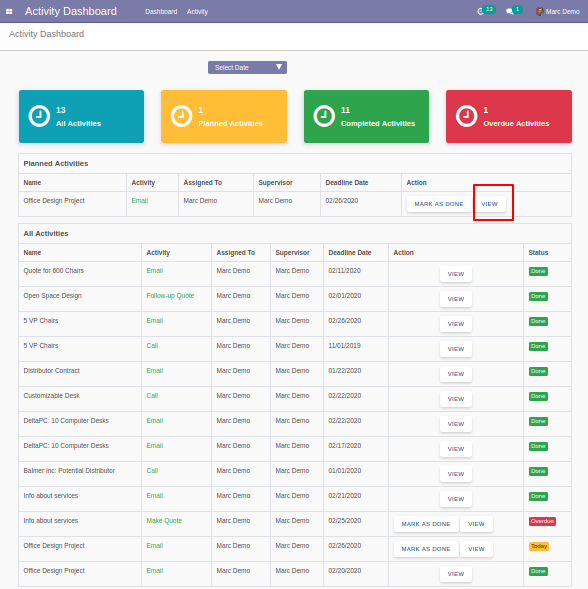 Activity Dashboard Dashboard Activity 13 1 Marc Demo
Activity Dashboard
Select Date
13
All Activities
1
Planned Activities
11
Completed Activities
1
Overdue Activities
Planned Activities
Name Activity Assigned To Supervisor Deadline Date Action
Office Design Project Email Marc Demo Marc Demo 02/26/2020 MARK AS DONE VIEW
All Activities
Name Activity Assigned To Supervisor Deadline Date Action Status
Quote for 600 Chairs Email Marc Demo Marc Demo 02/11/2020 VIEW Done
Open Space Design Follow-up Quote Marc Demo Marc Demo 02/01/2020 VIEW Done
5 VP Chairs Email Marc Demo Marc Demo 02/26/2020 VIEW Done
5 VP Chairs Call Marc Demo Marc Demo 11/01/2019 VIEW Done
Distributor Contract Email Marc Demo Marc Demo 01/22/2020 VIEW Done
Customizable Desk Call Marc Demo Marc Demo 02/22/2020 VIEW Done
DeltaPC: 10 Computer Desks Email Marc Demo Marc Demo 02/22/2020 VIEW Done
DeltaPC: 10 Computer Desks Email Marc Demo Marc Demo 02/17/2020 VIEW Done
Balmer Inc: Potential Distributor Call Marc Demo Marc Demo 01/01/2020 VIEW Done
Info about services Email Marc Demo Marc Demo 02/21/2020 VIEW Done
Info about services Make Quote Marc Demo Marc Demo 02/25/2020 MARK AS DONE VIEW Overdue
Office Design Project Email Marc Demo Marc Demo 02/26/2020 MARK AS DONE VIEW Today
Office Design Project Email Marc Demo Marc Demo 02/20/2020 VIEW Done